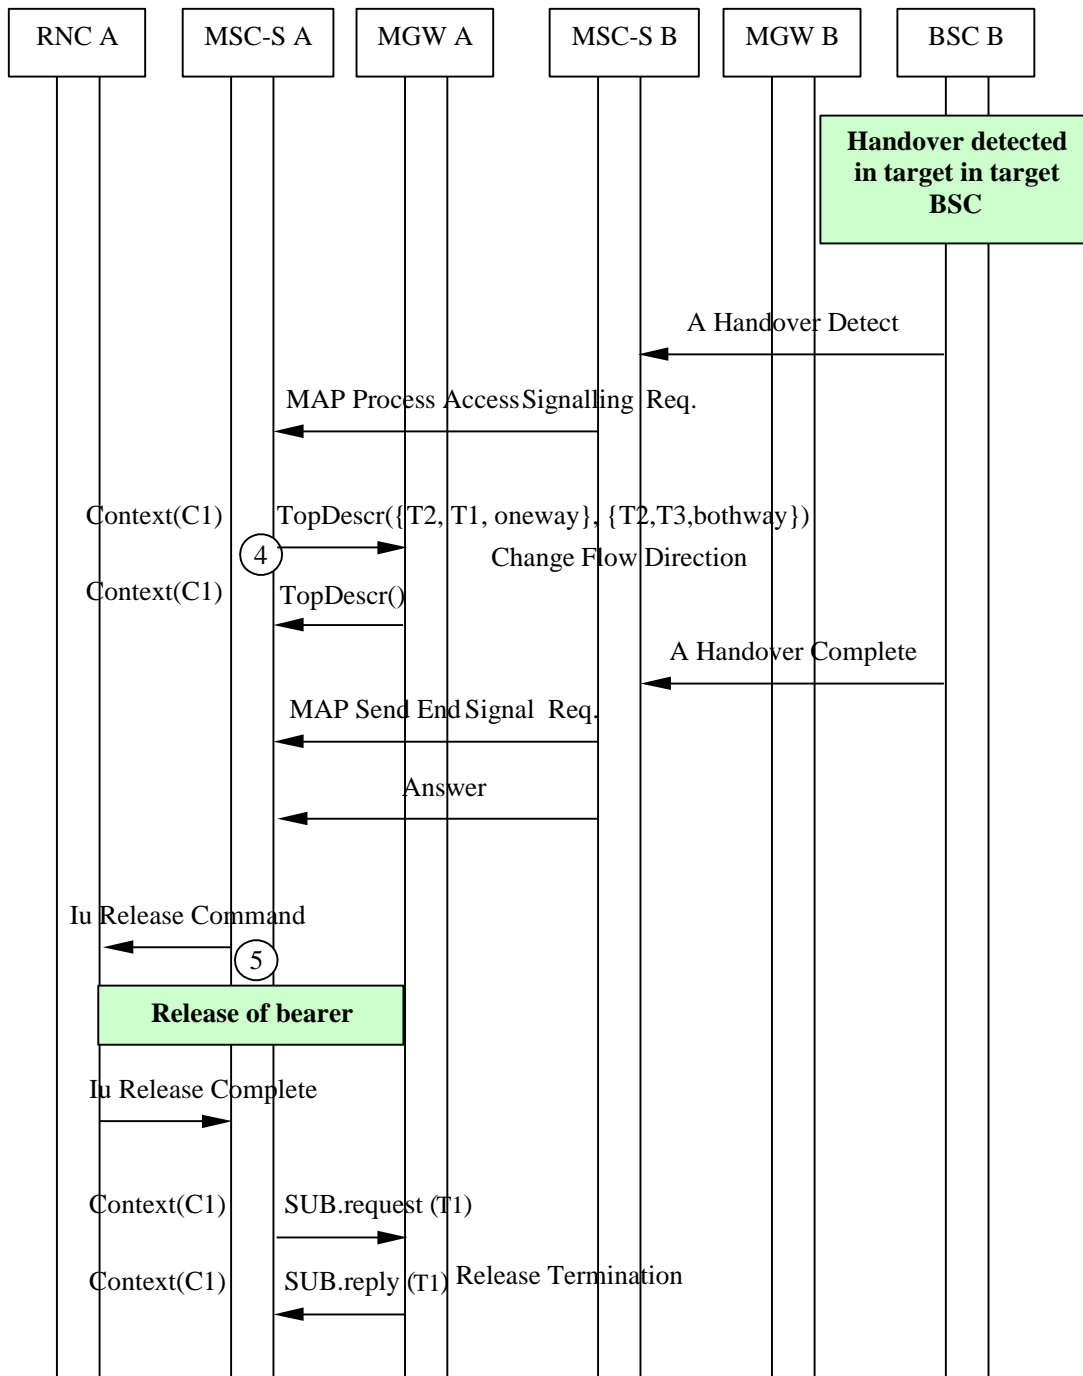 RNC A
MSC-S A
MGW A
MSC-S B
MGW B
BSC B
Handover detected
in target in target
BSC
A Handover Detect
MAP Process Access Signalling Req.
Context(C1)
TopDescr({T2, T1, oneway}, {T2,T3,bothway})
4
Change Flow Direction
Context(C1)
TopDescr()
A Handover Complete
MAP Send End Signal Req.
Answer
Iu Release Command
5
Release of bearer
Iu Release Complete
Context(C1)
SUB.request (T1)
Context(C1)
SUB.reply (T1)
Release Termination